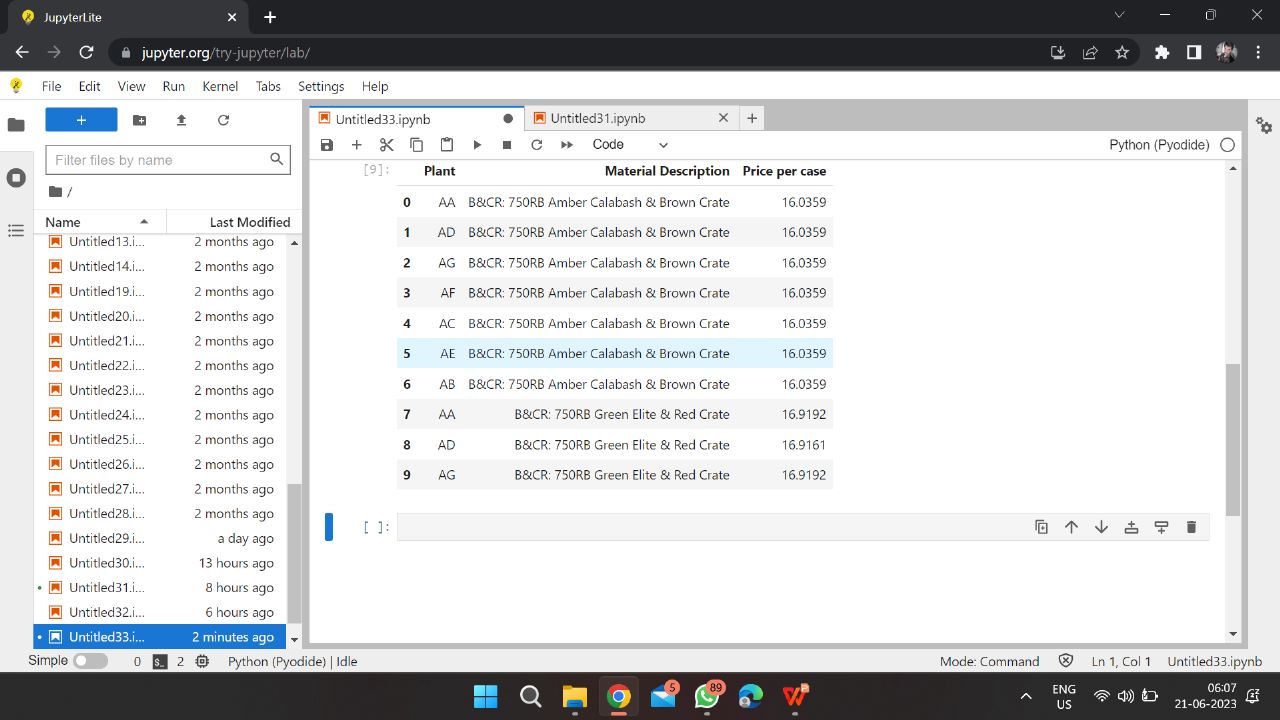 JupyterLite
jupyter.org/try-jupyter/lab/
File Edit View Run Kernel Tabs Settings Help
+
Filter files by name
/
Name Last Modified
Untitled13.i... 2 months ago
Untitled14.i... 2 months ago
Untitled19.i... 2 months ago
Untitled20.i... 2 months ago
Untitled21.i... 2 months ago
Untitled22.i... 2 months ago
Untitled23.i... 2 months ago
Untitled24.i... 2 months ago
Untitled25.i... 2 months ago
Untitled26.i... 2 months ago
Untitled27.i... 2 months ago
Untitled28.i... 2 months ago
Untitled29.i... a day ago
Untitled30.i... 13 hours ago
Untitled31.i... 8 hours ago
Untitled32.i... 6 hours ago
Untitled33.i... 2 minutes ago
Untitled33.ipynb Untitled31.ipynb
Code Python (Pyodide)
[9]: Plant Material Description Price per case
0 AA B&CR: 750RB Amber Calabash & Brown Crate 16.0359
1 AD B&CR: 750RB Amber Calabash & Brown Crate 16.0359
2 AG B&CR: 750RB Amber Calabash & Brown Crate 16.0359
3 AF B&CR: 750RB Amber Calabash & Brown Crate 16.0359
4 AC B&CR: 750RB Amber Calabash & Brown Crate 16.0359
5 AE B&CR: 750RB Amber Calabash & Brown Crate 16.0359
6 AB B&CR: 750RB Amber Calabash & Brown Crate 16.0359
7 AA B&CR: 750RB Green Elite & Red Crate 16.9192
8 AD B&CR: 750RB Green Elite & Red Crate 16.9161
9 AG B&CR: 750RB Green Elite & Red Crate 16.9192
[ ]:
Simple 0 2 Python (Pyodide) | Idle Mode: Command Ln 1, Col 1 Untitled33.ipynb
5 89
ENG
US
06:07
21-06-2023